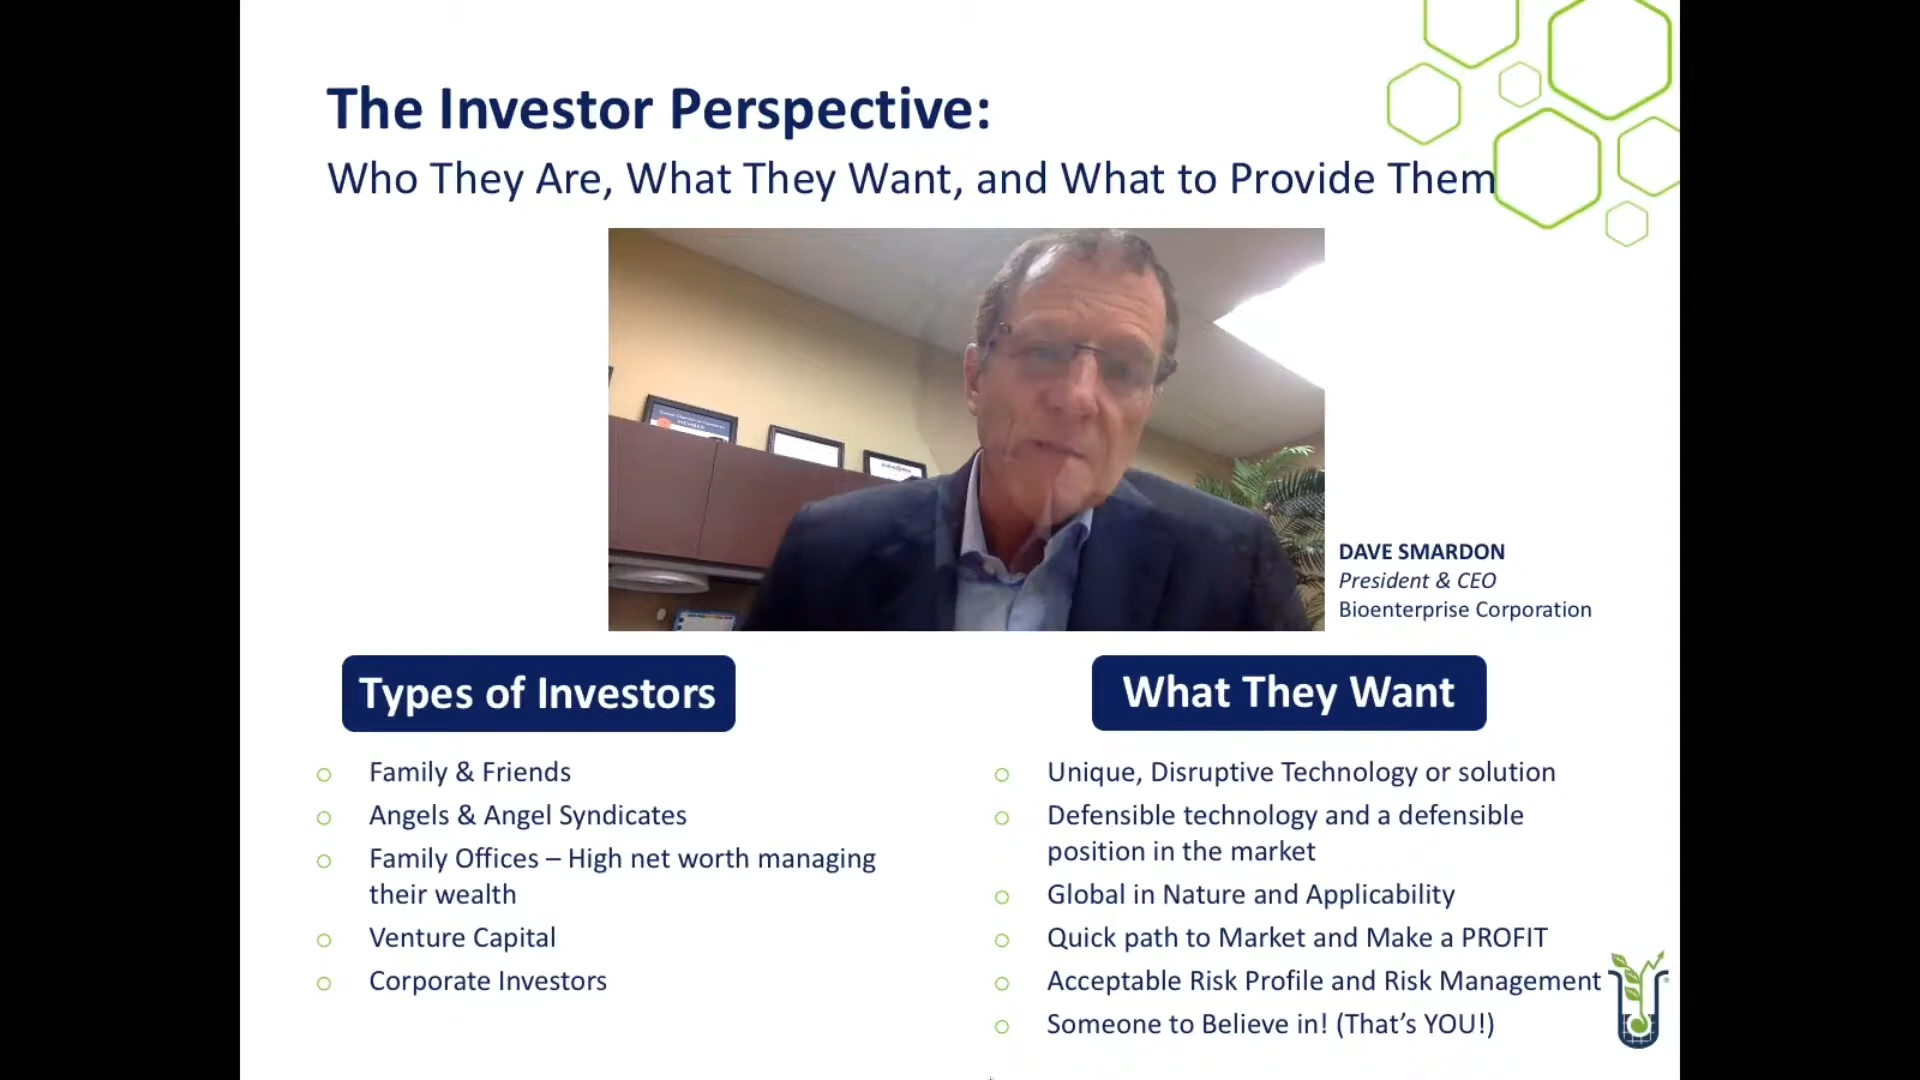 The Investor Perspective:
Who They Are, What They Want, and What to Provide Them
DAVE SMARDON
President & CEO
Bioenterprise Corporation
Types of Investors
Family & Friends
Angels & Angel Syndicates
Family Offices – High net worth managing
their wealth
Venture Capital
Corporate Investors
What They Want
Unique, Disruptive Technology or solution
Defensible technology and a defensible
position in the market
Global in Nature and Applicability
Quick path to Market and Make a PROFIT
Acceptable Risk Profile and Risk Management
Someone to Believe in! (That’s YOU!)